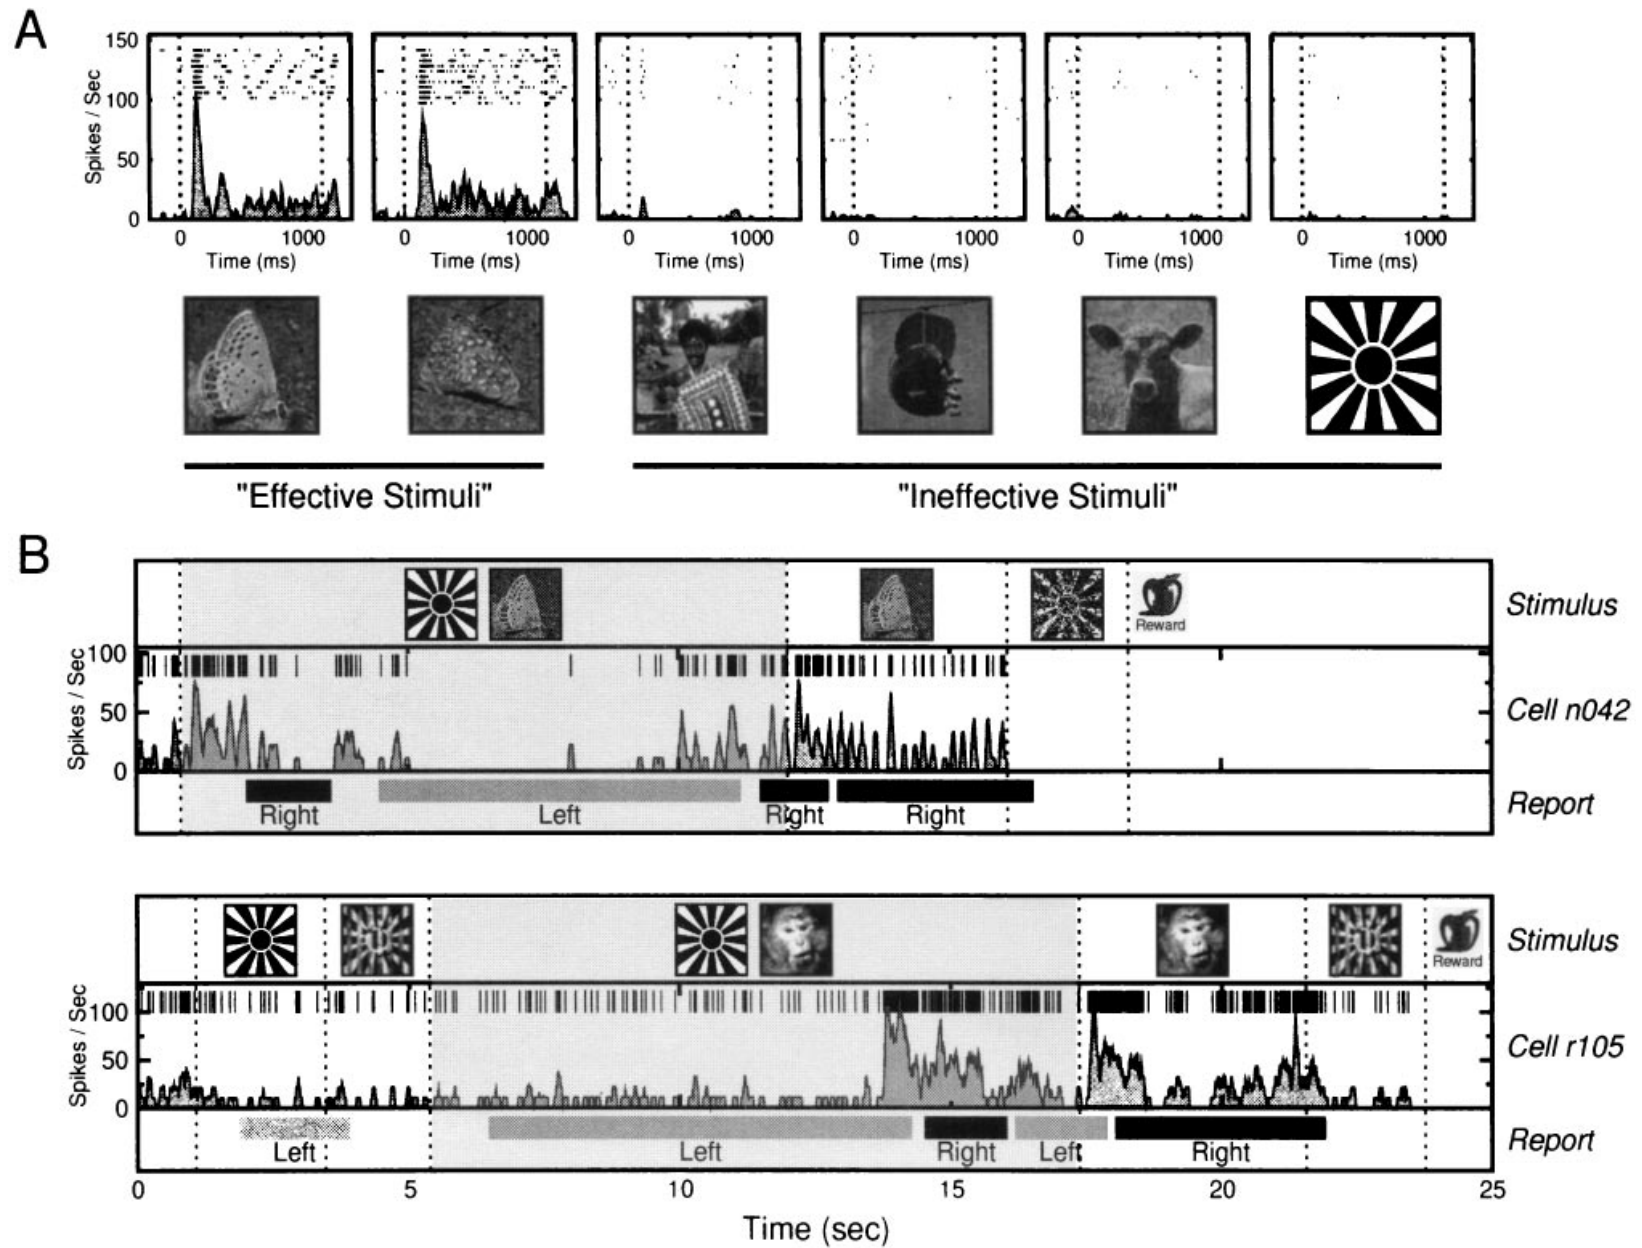 A
Spikes / Sec
150
100
50
0
0 1000
Time (ms)
0 1000
Time (ms)
0 1000
Time (ms)
0 1000
Time (ms)
0 1000
Time (ms)
0 1000
Time (ms)
"Effective Stimuli"
"Ineffective Stimuli"
B
Reward
Stimulus
Spikes / Sec
100
50
0
Cell n042
Right
Left
Right
Right
Report
Reward
Stimulus
Spikes / Sec
100
50
0
Cell r105
Left
Left
Right
Left
Right
Report
0 5 10 15 20 25
Time (sec)